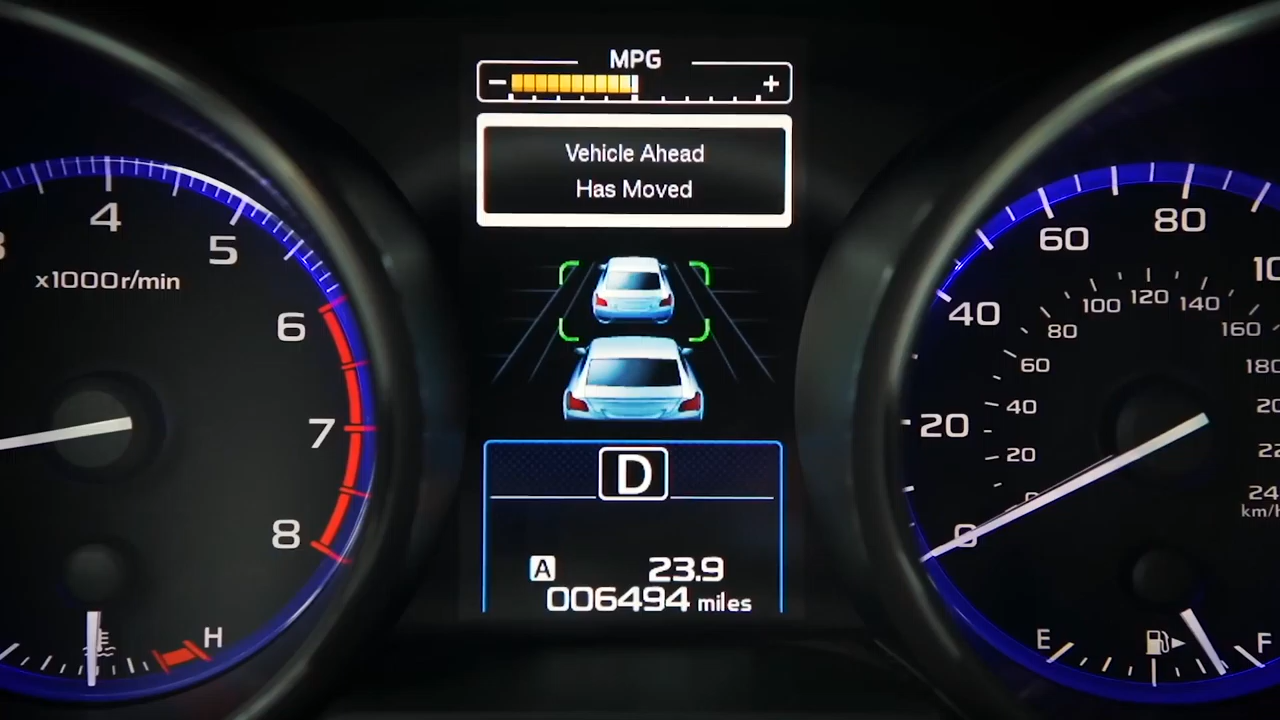 MPG
- +
Vehicle Ahead
Has Moved
D
A 23.9
006494 miles
4
5
6
7
8
x1000r/min
H
0
20
40
60
80
20
40
60
80
100
120
140
160
km/h
E
F